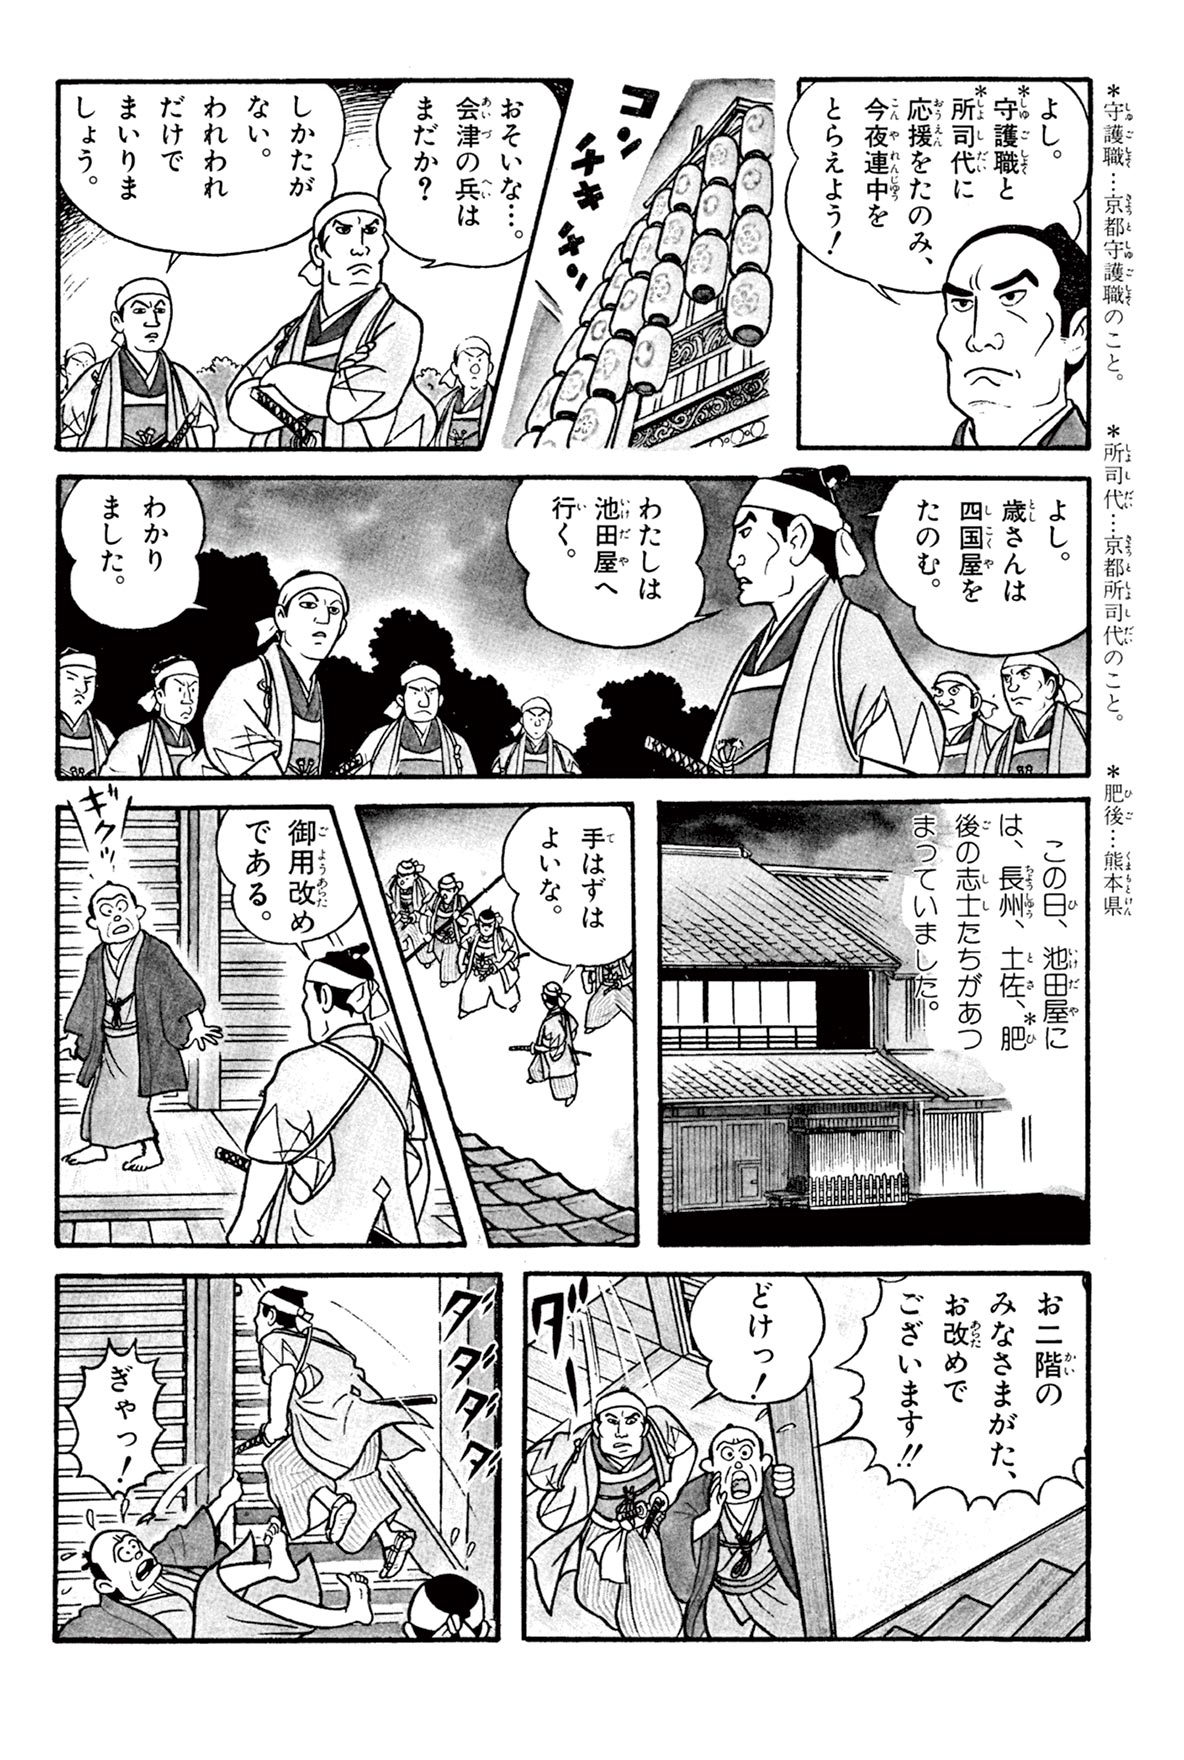 *守護職…京都守護職のこと。
*所司代…京都所司代のこと。
*肥後…熊本県
よし。
*守護職と
*所司代に
応援をたのみ、
今夜連中を
とらえよう!
コン
チキ
チン
おそいな…。
会津の兵は
まだか?
しかたが
ない。
われわれ
だけで
まいりま
しょう。
よし。
歳さんは
四国屋を
たのむ。
わたしは
池田屋へ
行く。
わかり
ました。
この日、池田屋に
は、長州、土佐、*肥
後の志士たちがあつ
まっていました。
手はずは
よいな。
御用改め
である。
ギクッ
お二階の
みなさまがた、
お改めで
ございます!!
どけっ!
ダ!
タタタタ
ぎゃっ!